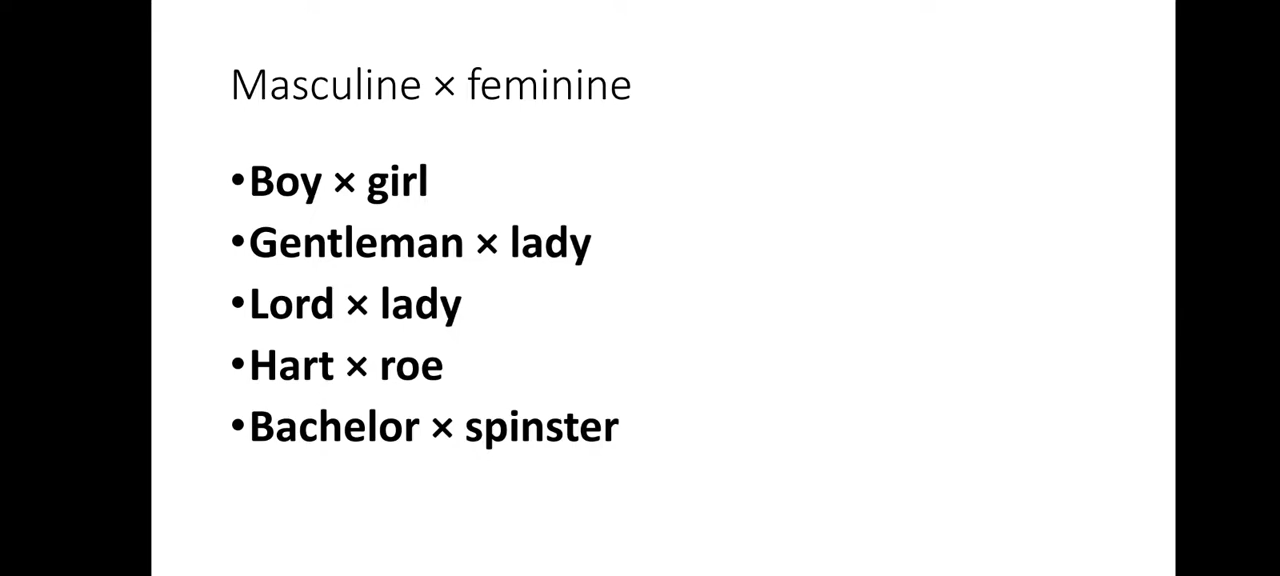 Masculine × feminine
•Boy × girl
•Gentleman × lady
•Lord × lady
•Hart × roe
•Bachelor × spinster